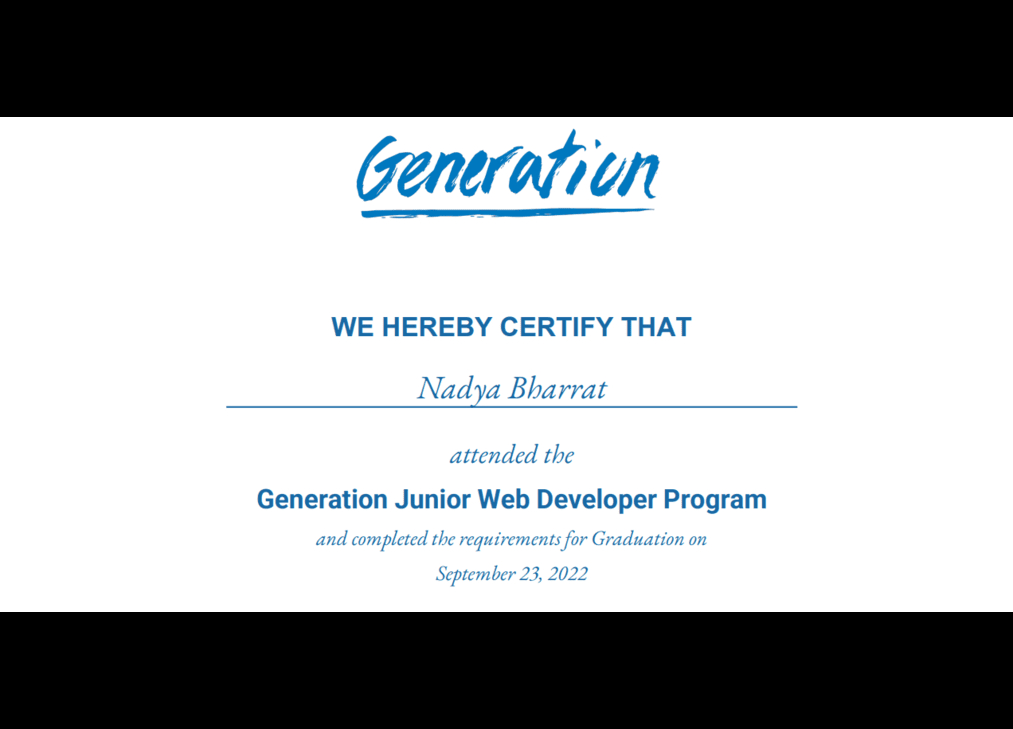 Generation
WE HEREBY CERTIFY THAT
Nadya Bharrat
attended the
Generation Junior Web Developer Program
and completed the requirements for Graduation on
September 23, 2022